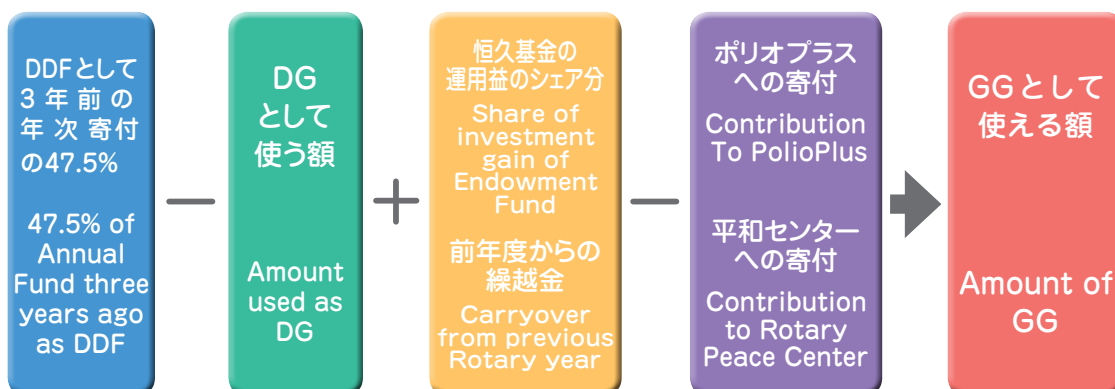 DDFとして
3年前の
年次寄付
の47.5%
47.5% of
Annual
Fund three
years ago
as DDF
DG
として
使う額
Amount
used as
DG
恒久基金の
運用益のシェア分
Share of
investment
gain of
Endowment
Fund
前年度からの
繰越金
Carryover
from previous
Rotary year
ポリオプラス
への寄付
Contribution
To PolioPlus
平和センター
への寄付
Contribution
to Rotary
Peace Center
GGとして
使える額
Amount of
GG